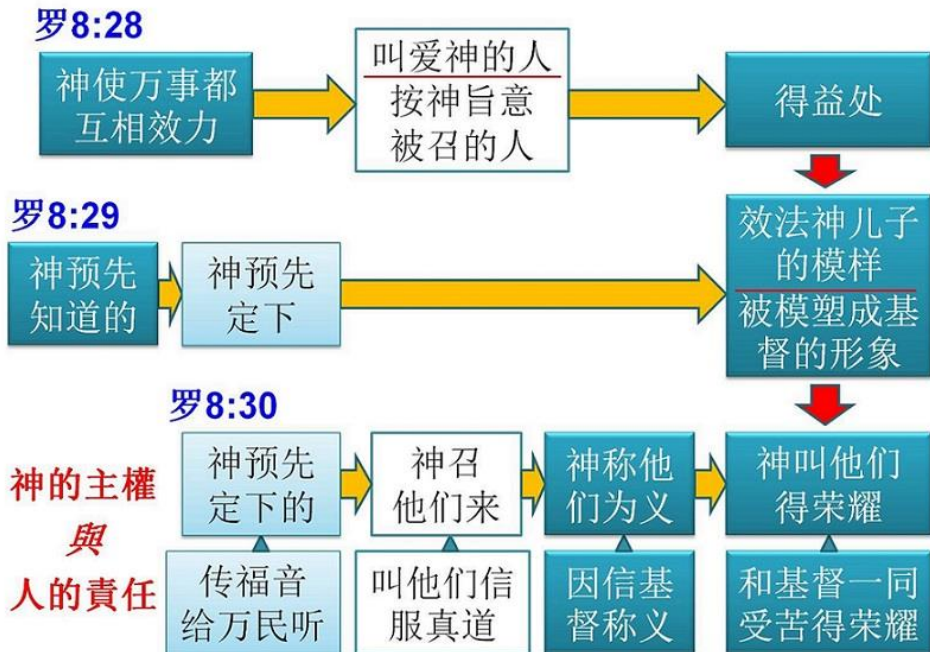 罗8:28
神使万事都
互相效力
叫爱神的人
按神旨意
被召的人
得益处
罗8:29
神预先
知道的
神预先
定下
效法神儿子
的模样
被模塑成基
督的形象
罗8:30
神的主權
與
人的責任
神预先
定下的
神召
他们来
神称他
们为义
神叫他们
得荣耀
传福音
给万民听
叫他们信
服真道
因信基
督称义
和基督一同
受苦得荣耀